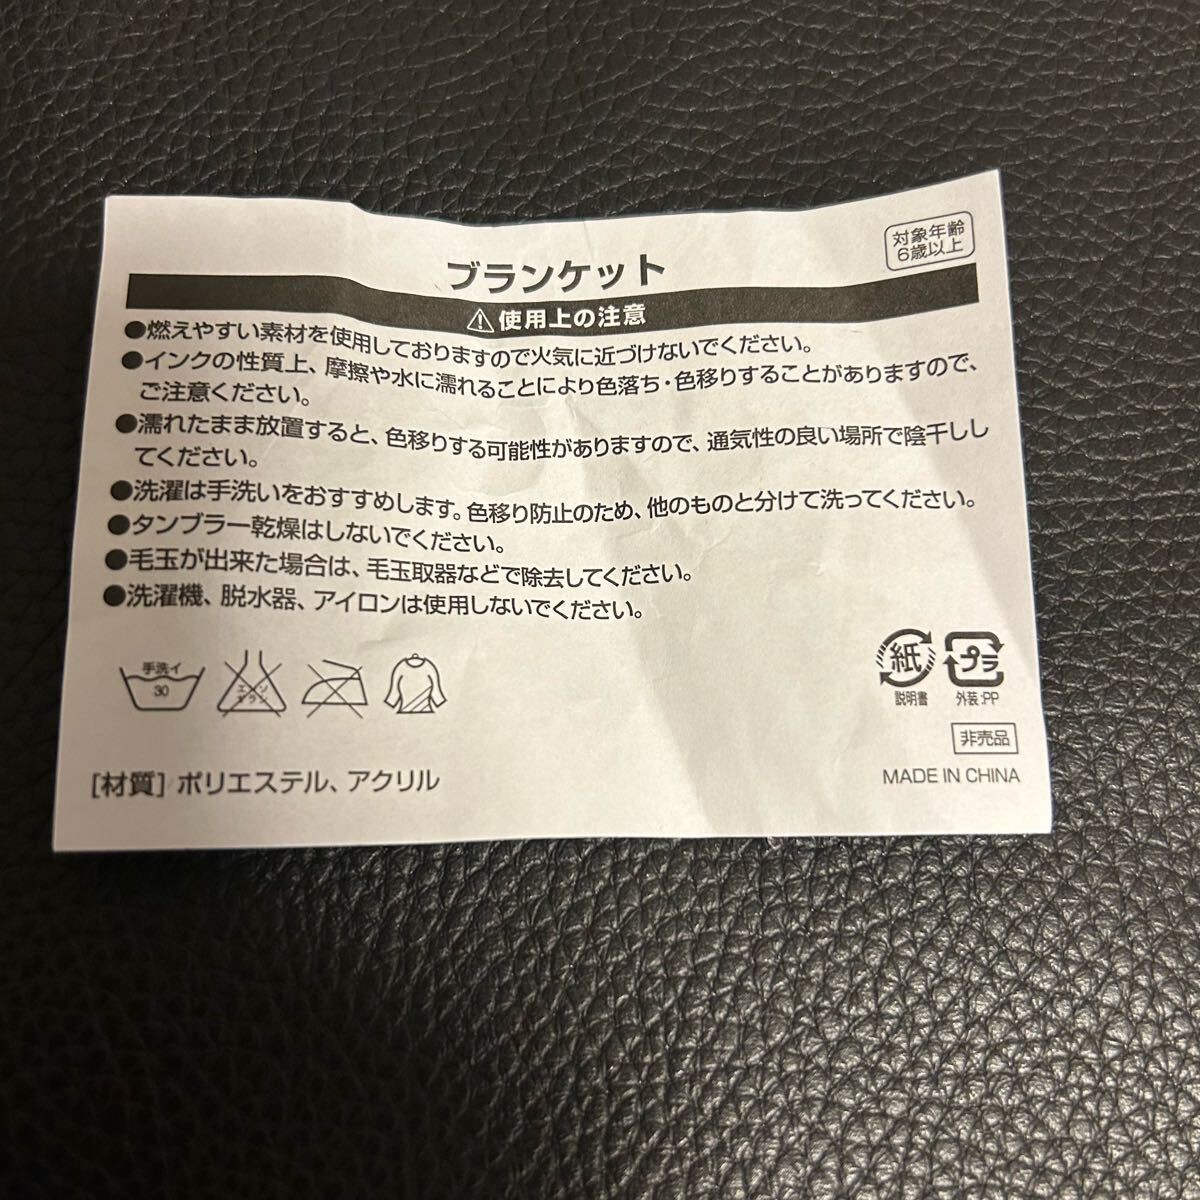 対象年齢
6歳以上
ブランケット
⚠使用上の注意
●燃えやすい素材を使用しておりますので火気に近づけないでください。
●インクの性質上、摩擦や水に濡れることにより色落ち・色移りすることがありますので、
ご注意ください。
●濡れたまま放置すると、色移りする可能性がありますので、通気性の良い場所で陰干しし
てください。
●洗濯は手洗いをおすすめします。色移り防止のため、他のものと分けて洗ってください。
●タンブラー乾燥はしないでください。
●毛玉が出来た場合は、毛玉取器などで除去してください。
●洗濯機、脱水器、アイロンは使用しないでください。
手洗イ
30
エンソ
サラシ
紙
説明書
プラ
外装:PP
非売品
[材質] ポリエステル、アクリル
MADE IN CHINA